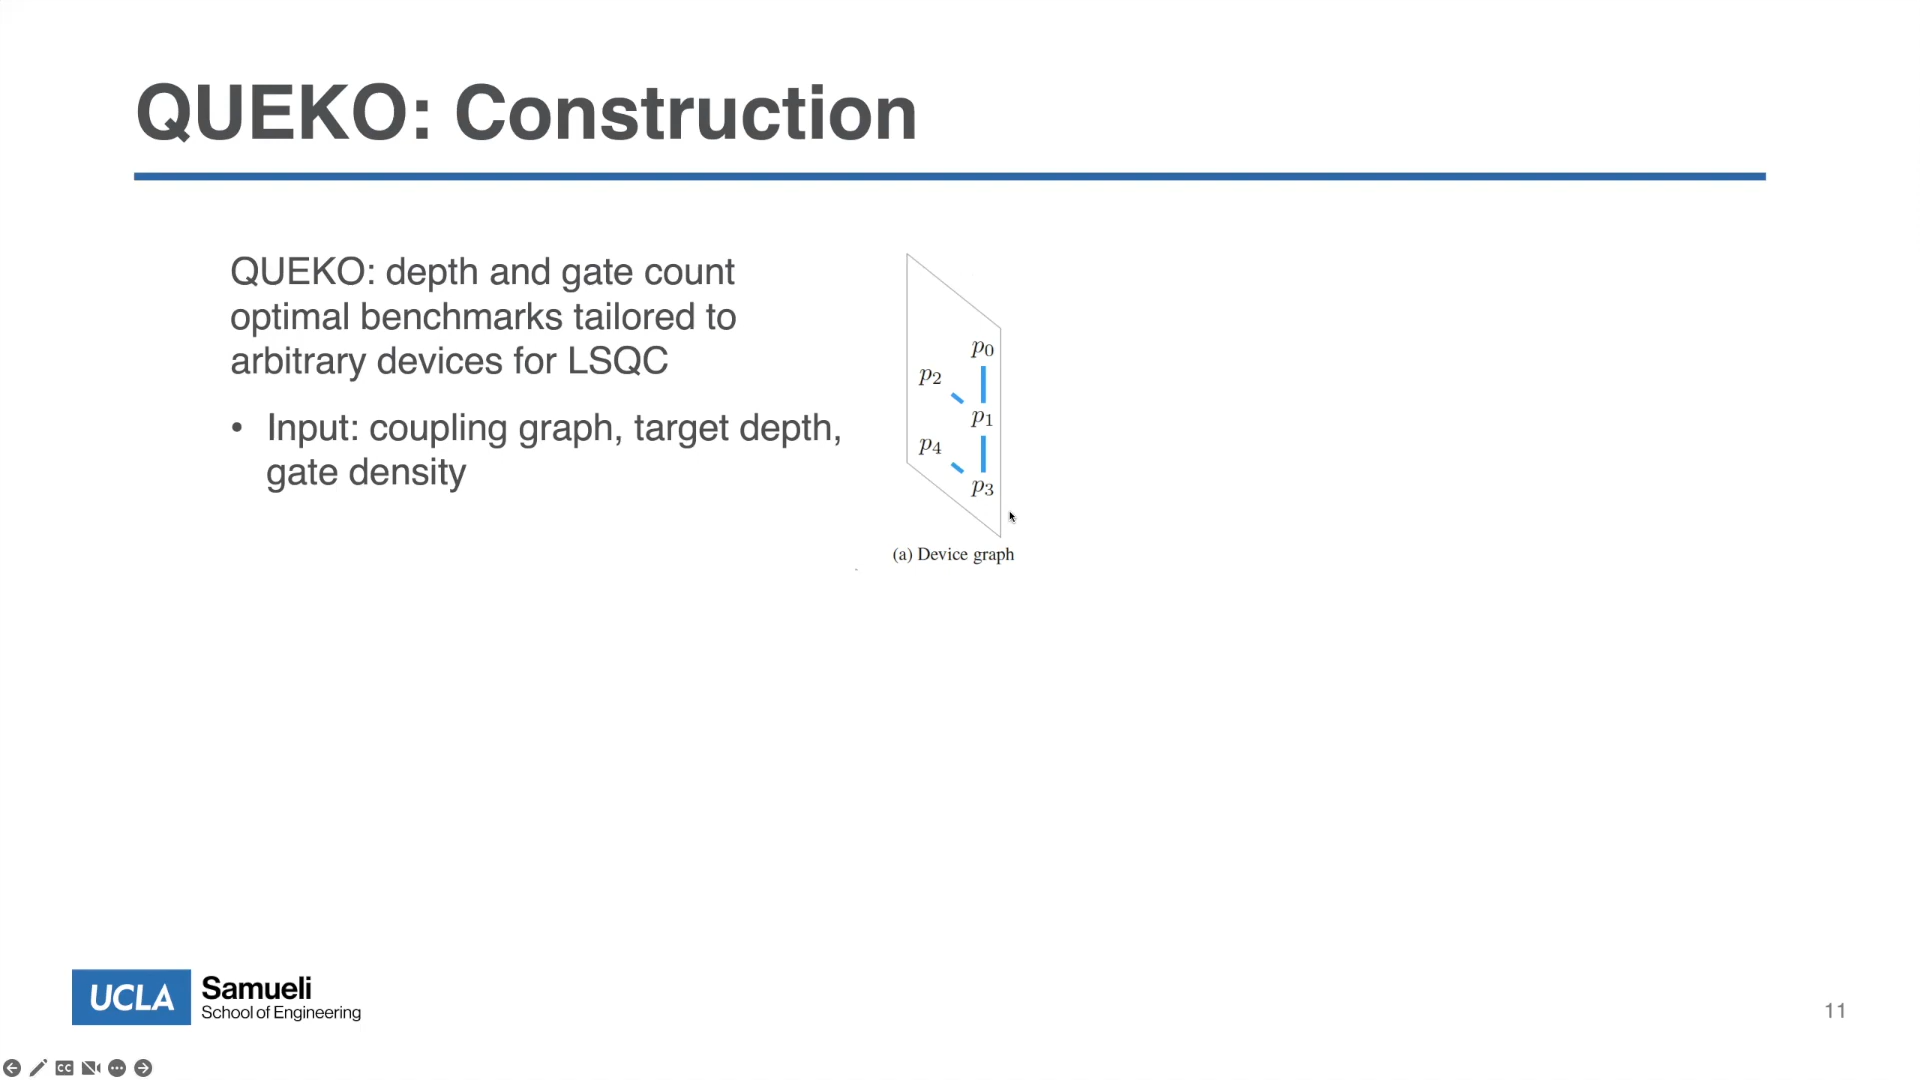 QUEKO: Construction
QUEKO: depth and gate count
optimal benchmarks tailored to
arbitrary devices for LSQC
• Input: coupling graph, target depth,
gate density
p0
p2
p1
p4
p3
(a) Device graph
UCLA Samueli
School of Engineering
11
CC